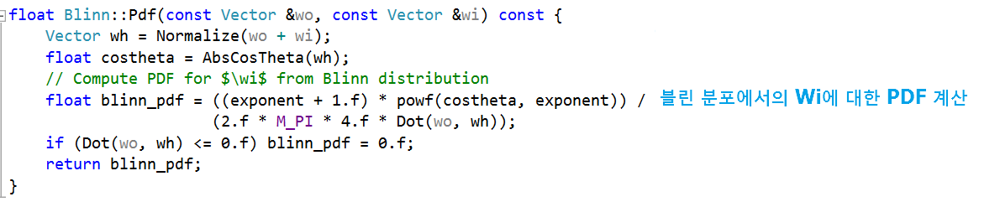 float Blinn::Pdf(const Vector &wo, const Vector &wi) const {
    Vector wh = Normalize(wo + wi);
    float costheta = AbsCosTheta(wh);
    // Compute PDF for $\wi$ from Blinn distribution
    float blinn_pdf = ((exponent + 1.f) * powf(costheta, exponent)) / 블린 분포에서의 Wi에 대한 PDF 계산
                      (2.f * M_PI * 4.f * Dot(wo, wh));
    if (Dot(wo, wh) <= 0.f) blinn_pdf = 0.f;
    return blinn_pdf;
}